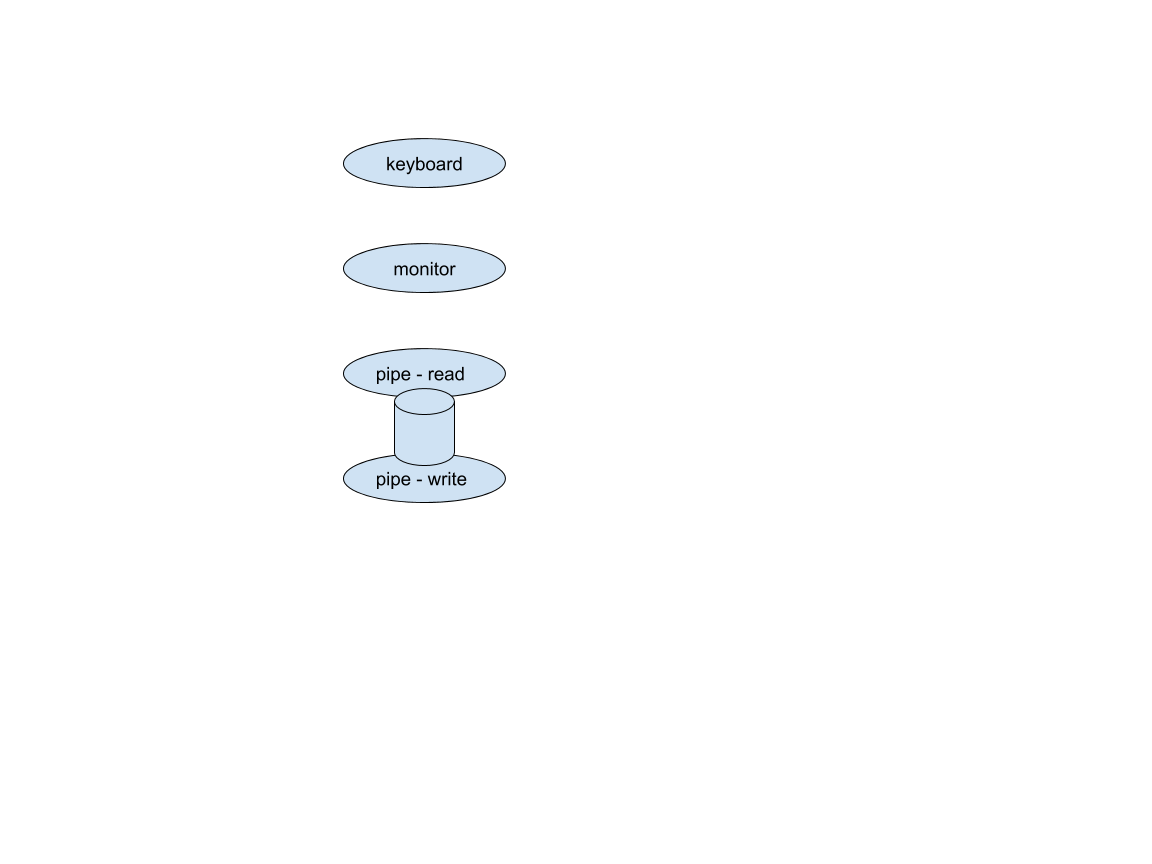 keyboard
monitor
pipe - read
pipe - write